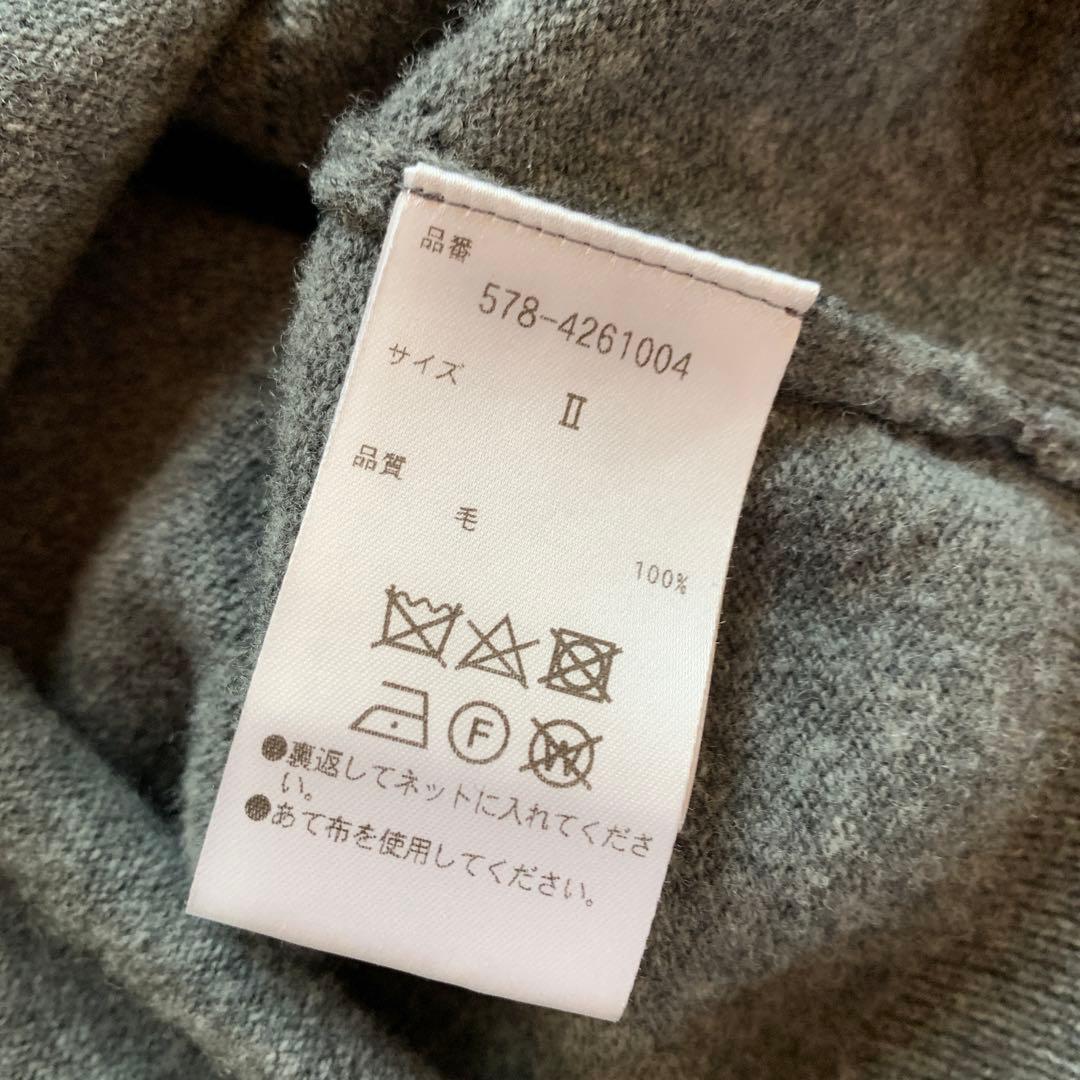 品番
578-4261004
サイズ
Ⅱ
品質
毛
100%
F W
●裏返してネットに入れてくださ
い。
●あて布を使用してください。